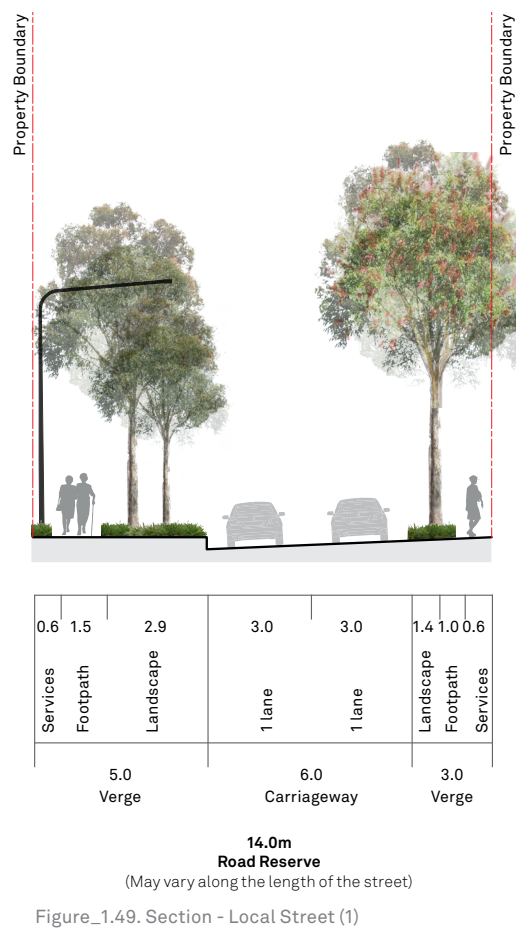 Property Boundary
Property Boundary
0.6 1.5 2.9 3.0 3.0 1.4 1.0 0.6
Services
Footpath
Landscape
1 lane
1 lane
Landscape
Footpath
Services
5.0 6.0 3.0
Verge Carriageway Verge
14.0m
Road Reserve
(May vary along the length of the street)
Figure_1.49. Section - Local Street (1)